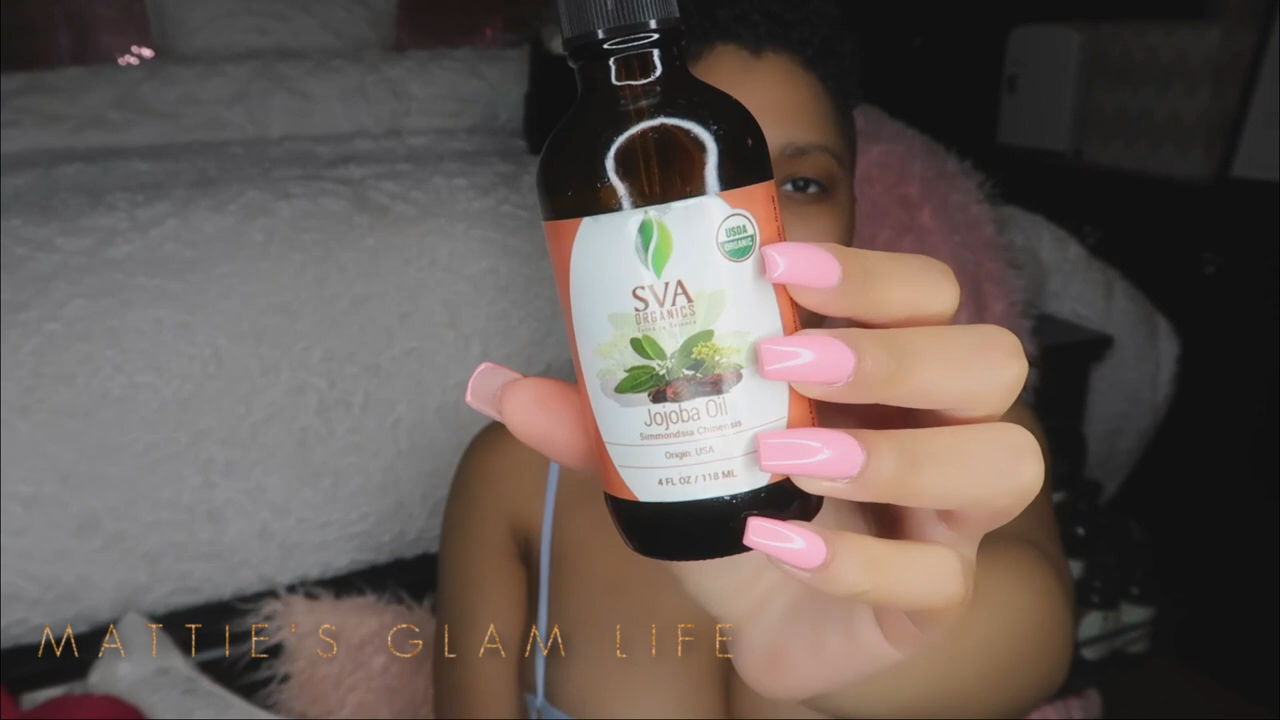 USDA
ORGANIC
SVA
ORGANICS
Jojoba Oil
Simmondsia Chinensis
Origin: USA
4 FL OZ / 118 ML
MATTIE'S GLAM LIFE